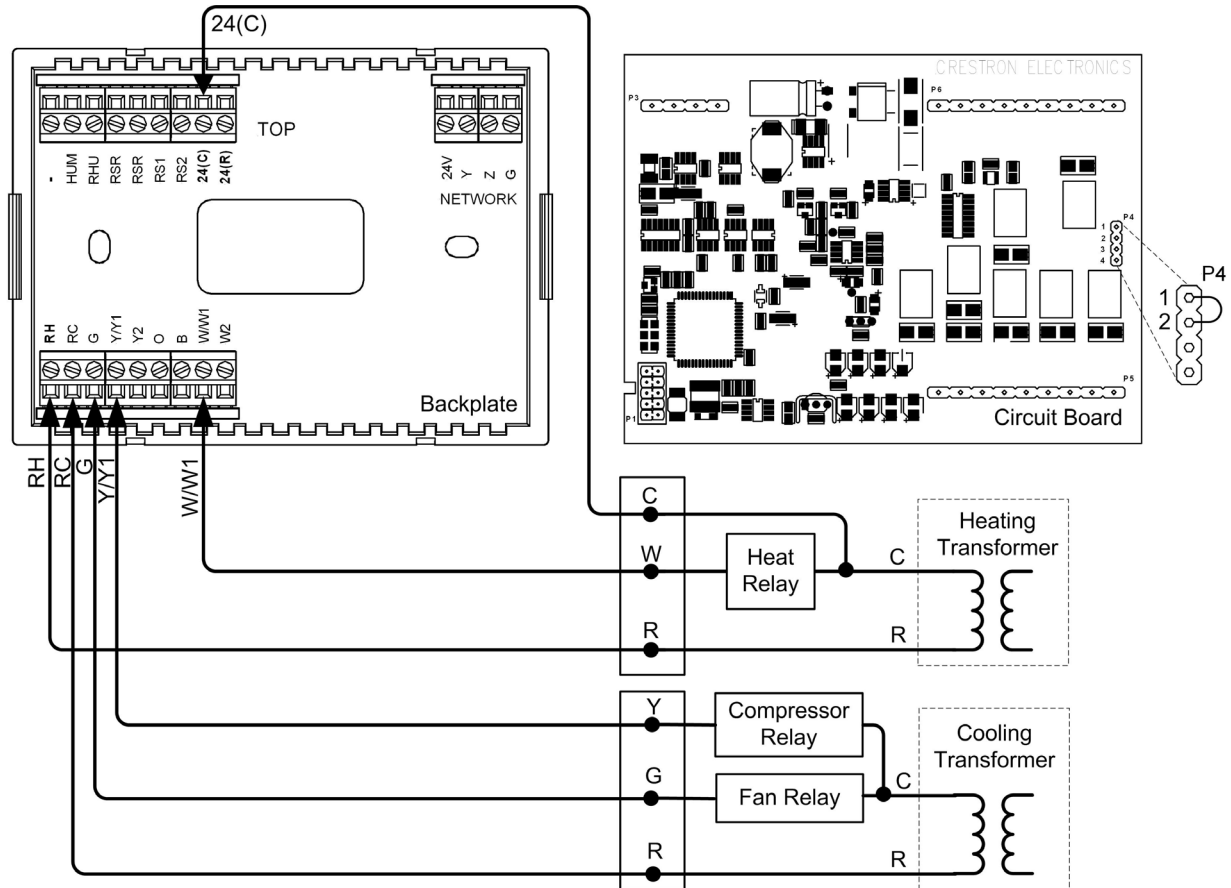 24(C)
CRESTRON ELECTRONICS
P3
P6
TOP
-
HUM
RHU
RSR
RSR
RS1
RS2
24(C)
24(R)
24V
Y
Z
G
NETWORK
P4
1
2
3
4
P4
1
2
RH
RC
G
Y/Y1
Y2
O
B
W/W1
W2
Backplate
P1
P5
Circuit Board
RH
RC
G
Y/Y1
W/W1
C
W
R
Heat
Relay
C
R
Heating
Transformer
Y
G
R
Compressor
Relay
Fan Relay
C
R
Cooling
Transformer